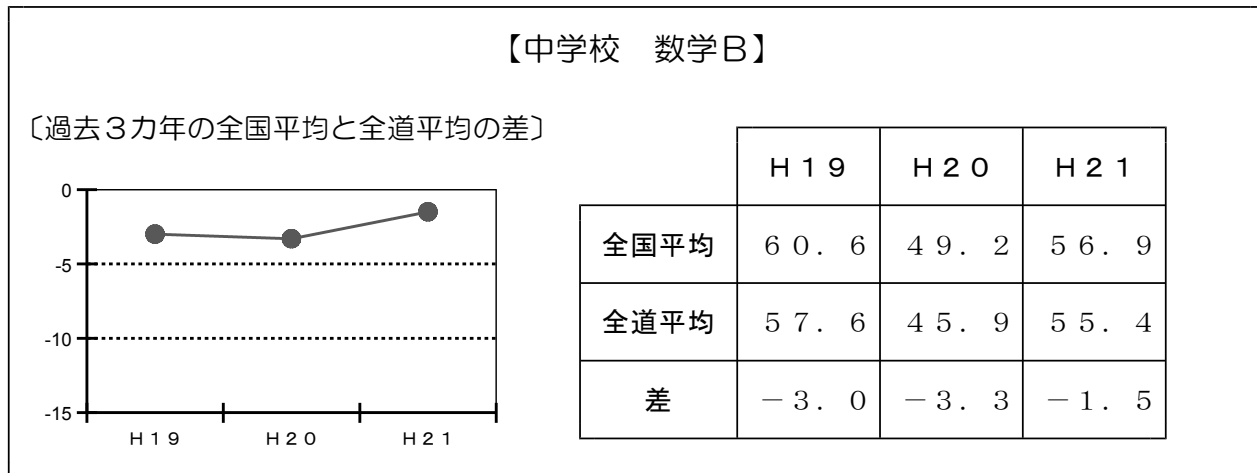 【中学校　数学Ｂ】
〔過去３カ年の全国平均と全道平均の差〕
0
-5
-10
-15
Ｈ１９　Ｈ２０　Ｈ２１
Ｈ１９　Ｈ２０　Ｈ２１
全国平均　６０．６　４９．２　５６．９
全道平均　５７．６　４５．９　５５．４
差　－３．０　－３．３　－１．５